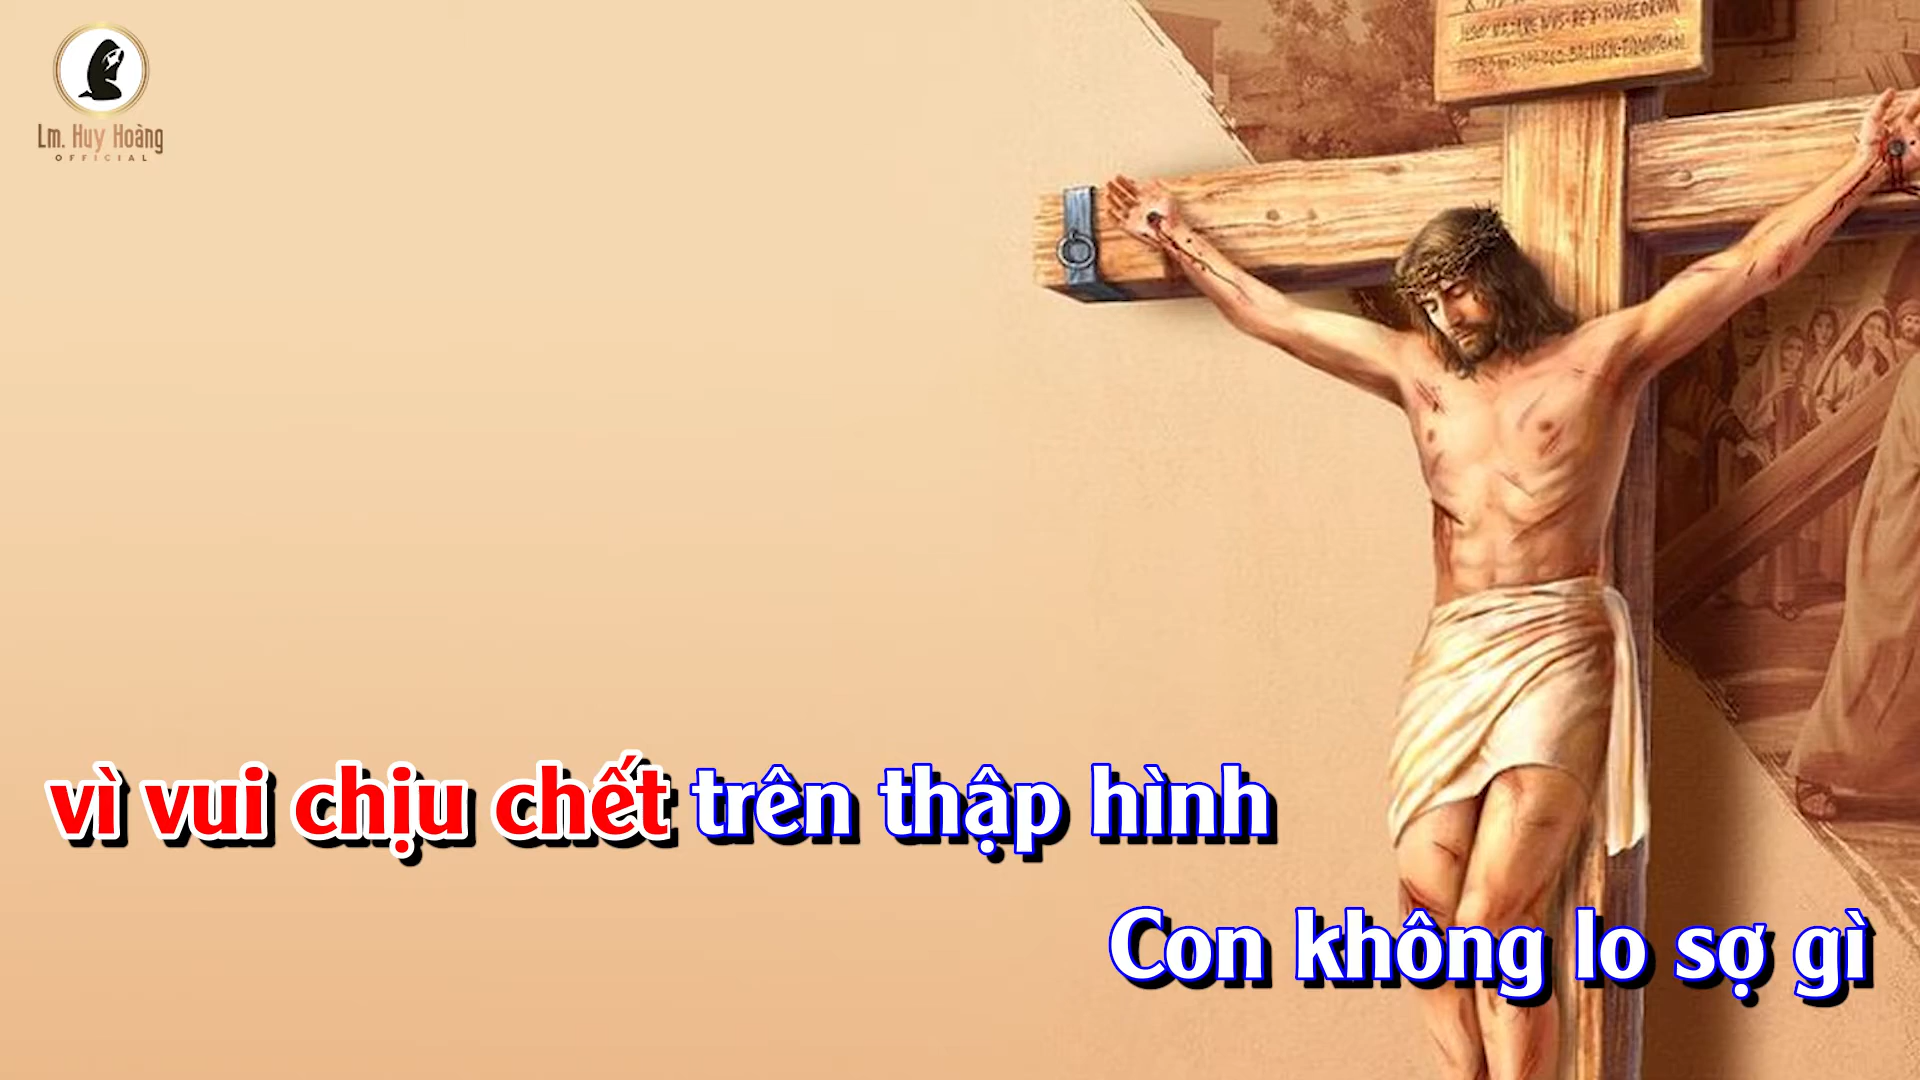 Lm. Huy Hoàng
OFFICIAL
vì vui chịu chết trên thập hình
Con không lo sợ gì